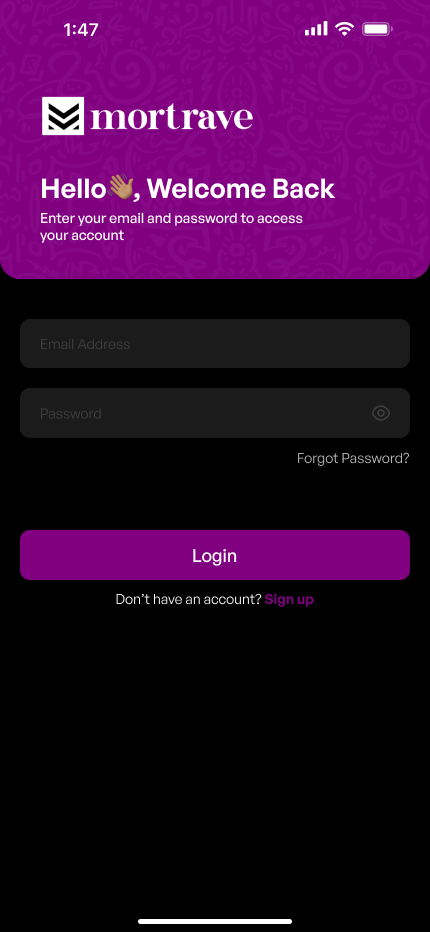 1:47
mortrave
Hello👋🏽, Welcome Back
Enter your email and password to access
your account
Email Address
Password
Forgot Password?
Login
Don’t have an account? Sign up